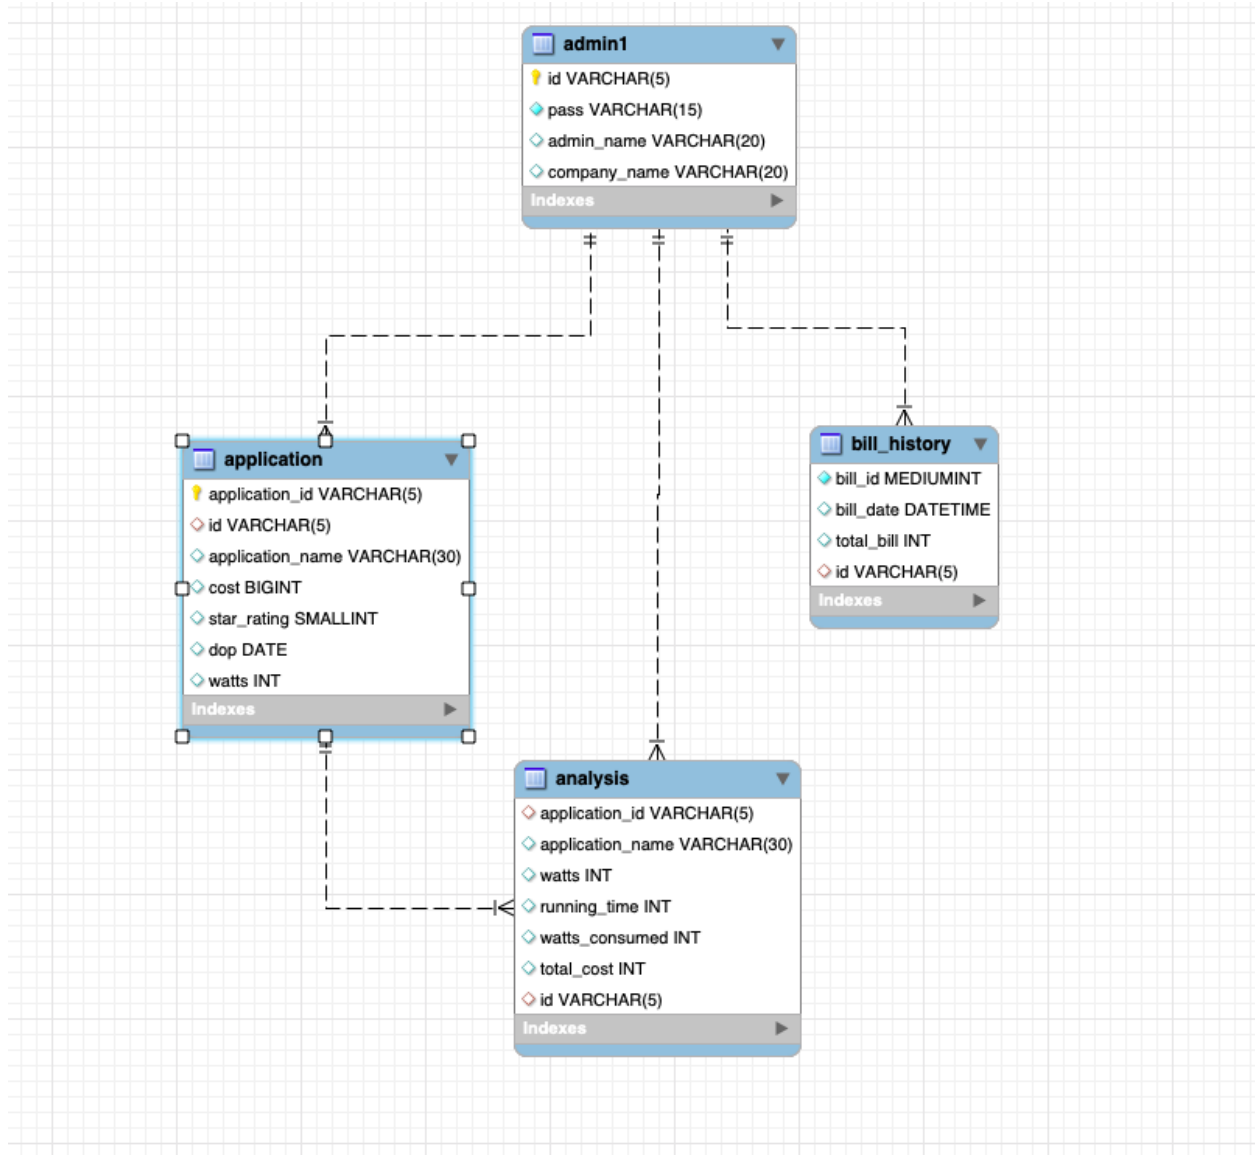 admin1
id VARCHAR(5)
pass VARCHAR(15)
admin_name VARCHAR(20)
company_name VARCHAR(20)
Indexes
application
application_id VARCHAR(5)
id VARCHAR(5)
application_name VARCHAR(30)
cost BIGINT
star_rating SMALLINT
dop DATE
watts INT
Indexes
bill_history
bill_id MEDIUMINT
bill_date DATETIME
total_bill INT
id VARCHAR(5)
Indexes
analysis
application_id VARCHAR(5)
application_name VARCHAR(30)
watts INT
running_time INT
watts_consumed INT
total_cost INT
id VARCHAR(5)
Indexes